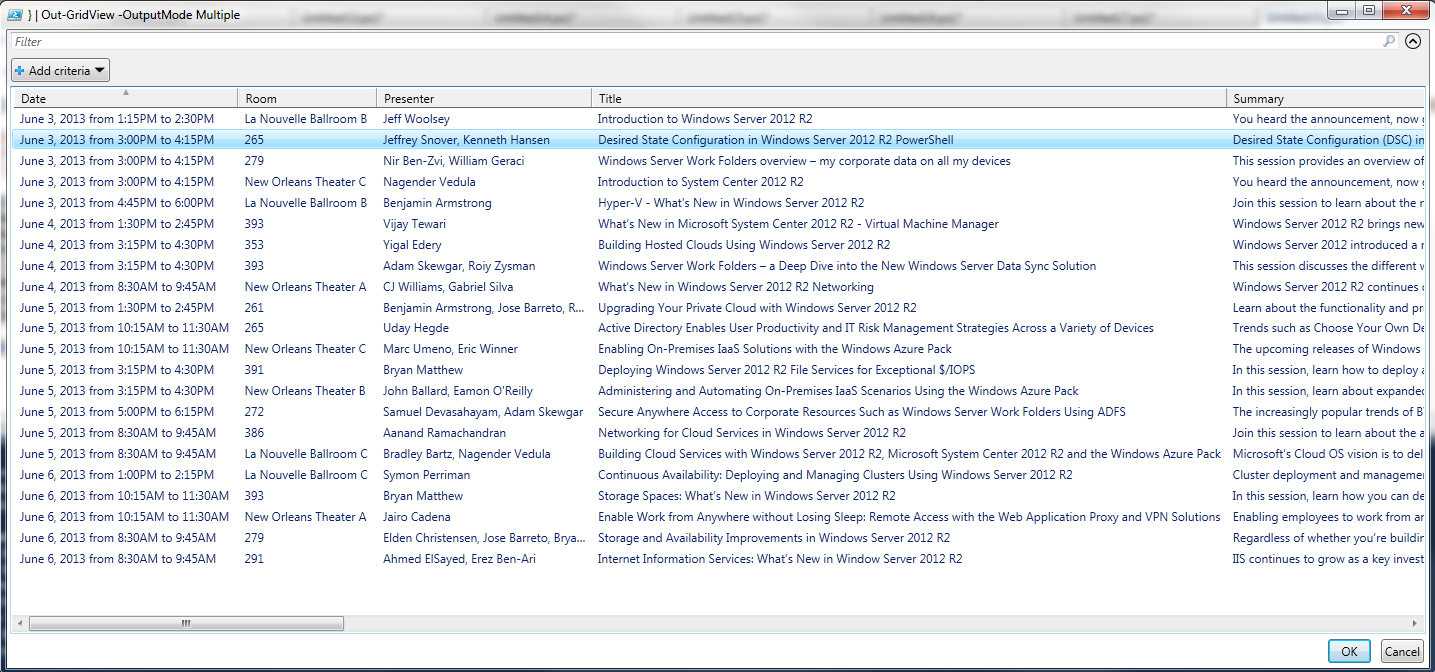 } | Out-GridView -OutputMode Multiple
Filter
Add criteria
Date Room Presenter Title Summary
June 3, 2013 from 1:15PM to 2:30PM La Nouvelle Ballroom B Jeff Woolsey Introduction to Windows Server 2012 R2 You heard the announcement, now g
June 3, 2013 from 3:00PM to 4:15PM 265 Jeffrey Snover, Kenneth Hansen Desired State Configuration in Windows Server 2012 R2 PowerShell Desired State Configuration (DSC) in
June 3, 2013 from 3:00PM to 4:15PM 279 Nir Ben-Zvi, William Geraci Windows Server Work Folders overview – my corporate data on all my devices This session provides an overview of
June 3, 2013 from 3:00PM to 4:15PM New Orleans Theater C Nagender Vedula Introduction to System Center 2012 R2 You heard the announcement, now g
June 3, 2013 from 4:45PM to 6:00PM La Nouvelle Ballroom B Benjamin Armstrong Hyper-V - What's New in Windows Server 2012 R2 Join this session to learn about the n
June 4, 2013 from 1:30PM to 2:45PM 393 Vijay Tewari What's New in Microsoft System Center 2012 R2 - Virtual Machine Manager Windows Server 2012 R2 brings new
June 4, 2013 from 3:15PM to 4:30PM 353 Yigal Edery Building Hosted Clouds Using Windows Server 2012 R2 Windows Server 2012 introduced a n
June 4, 2013 from 3:15PM to 4:30PM 393 Adam Skewgar, Roiy Zysman Windows Server Work Folders – a Deep Dive into the New Windows Server Data Sync Solution This session discusses the different w
June 4, 2013 from 8:30AM to 9:45AM New Orleans Theater A CJ Williams, Gabriel Silva What's New in Windows Server 2012 R2 Networking Windows Server 2012 R2 continues c
June 5, 2013 from 1:30PM to 2:45PM 261 Benjamin Armstrong, Jose Barreto, R... Upgrading Your Private Cloud with Windows Server 2012 R2 Learn about the functionality and pr
June 5, 2013 from 10:15AM to 11:30AM 265 Uday Hegde Active Directory Enables User Productivity and IT Risk Management Strategies Across a Variety of Devices Trends such as Choose Your Own De
June 5, 2013 from 10:15AM to 11:30AM New Orleans Theater C Marc Umeno, Eric Winner Enabling On-Premises IaaS Solutions with the Windows Azure Pack The upcoming releases of Windows
June 5, 2013 from 3:15PM to 4:30PM 391 Bryan Matthew Deploying Windows Server 2012 R2 File Services for Exceptional $/IOPS In this session, learn how to deploy a
June 5, 2013 from 3:15PM to 4:30PM New Orleans Theater B John Ballard, Eamon O'Reilly Administering and Automating On-Premises IaaS Scenarios Using the Windows Azure Pack In this session, learn about expanded
June 5, 2013 from 5:00PM to 6:15PM 272 Samuel Devasahayam, Adam Skewgar Secure Anywhere Access to Corporate Resources Such as Windows Server Work Folders Using ADFS The increasingly popular trends of B
June 5, 2013 from 8:30AM to 9:45AM 386 Aanand Ramachandran Networking for Cloud Services in Windows Server 2012 R2 Join this session to learn about the a
June 5, 2013 from 8:30AM to 9:45AM La Nouvelle Ballroom C Bradley Bartz, Nagender Vedula Building Cloud Services with Windows Server 2012 R2, Microsoft System Center 2012 R2 and the Windows Azure Pack Microsoft's Cloud OS vision is to del
June 6, 2013 from 1:00PM to 2:15PM La Nouvelle Ballroom C Symon Perriman Continuous Availability: Deploying and Managing Clusters Using Windows Server 2012 R2 Cluster deployment and managemen
June 6, 2013 from 10:15AM to 11:30AM 393 Bryan Matthew Storage Spaces: What's New in Windows Server 2012 R2 In this session, learn how you can de
June 6, 2013 from 10:15AM to 11:30AM New Orleans Theater A Jairo Cadena Enable Work from Anywhere without Losing Sleep: Remote Access with the Web Application Proxy and VPN Solutions Enabling employees to work from an
June 6, 2013 from 8:30AM to 9:45AM 279 Elden Christensen, Jose Barreto, Brya... Storage and Availability Improvements in Windows Server 2012 R2 Regardless of whether you're buildin
June 6, 2013 from 8:30AM to 9:45AM 291 Ahmed ElSayed, Erez Ben-Ari Internet Information Services: What's New in Window Server 2012 R2 IIS continues to grow as a key invest
OK Cancel